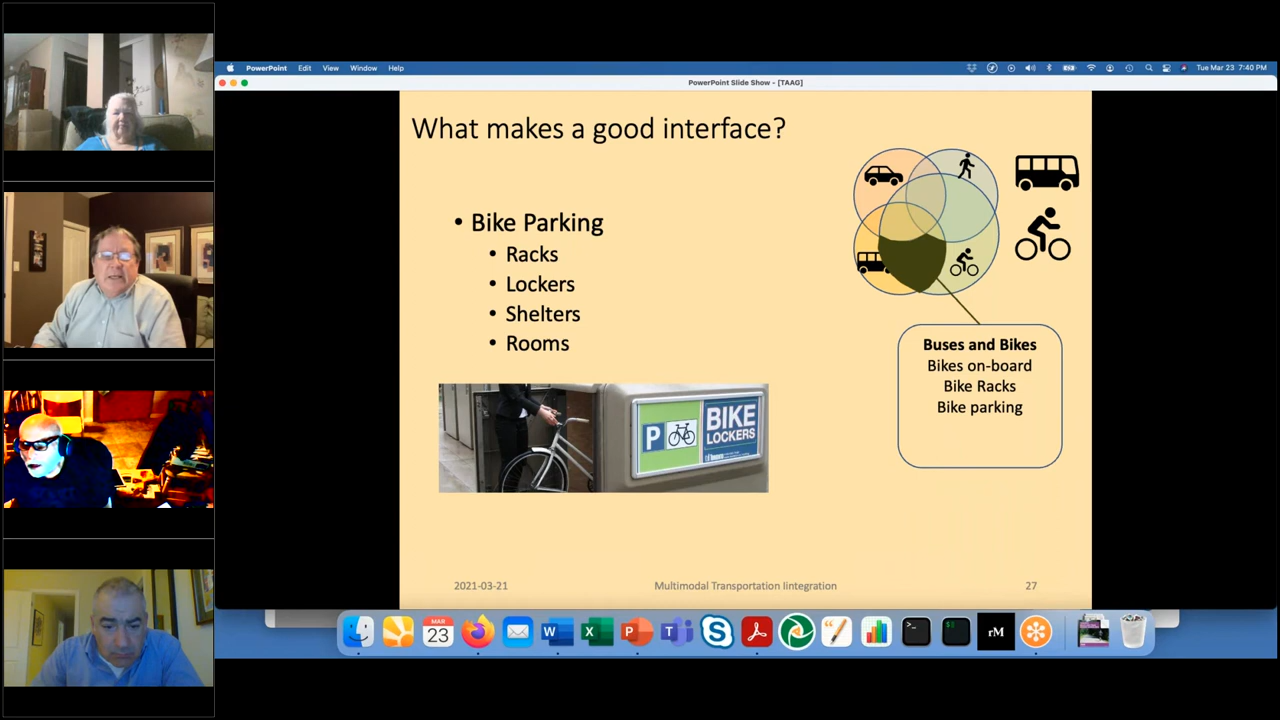 PowerPoint Edit View Window Help
Tue Mar 23 7:40 PM
PowerPoint Slide Show - [TAAG]
What makes a good interface?
• Bike Parking
• Racks
• Lockers
• Shelters
• Rooms
P
BIKE
LOCKERS
Buses and Bikes
Bikes on-board
Bike Racks
Bike parking
2021-03-21
Multimodal Transportation Iintegration
27
MAR
23
W
X
P
T
S
rM